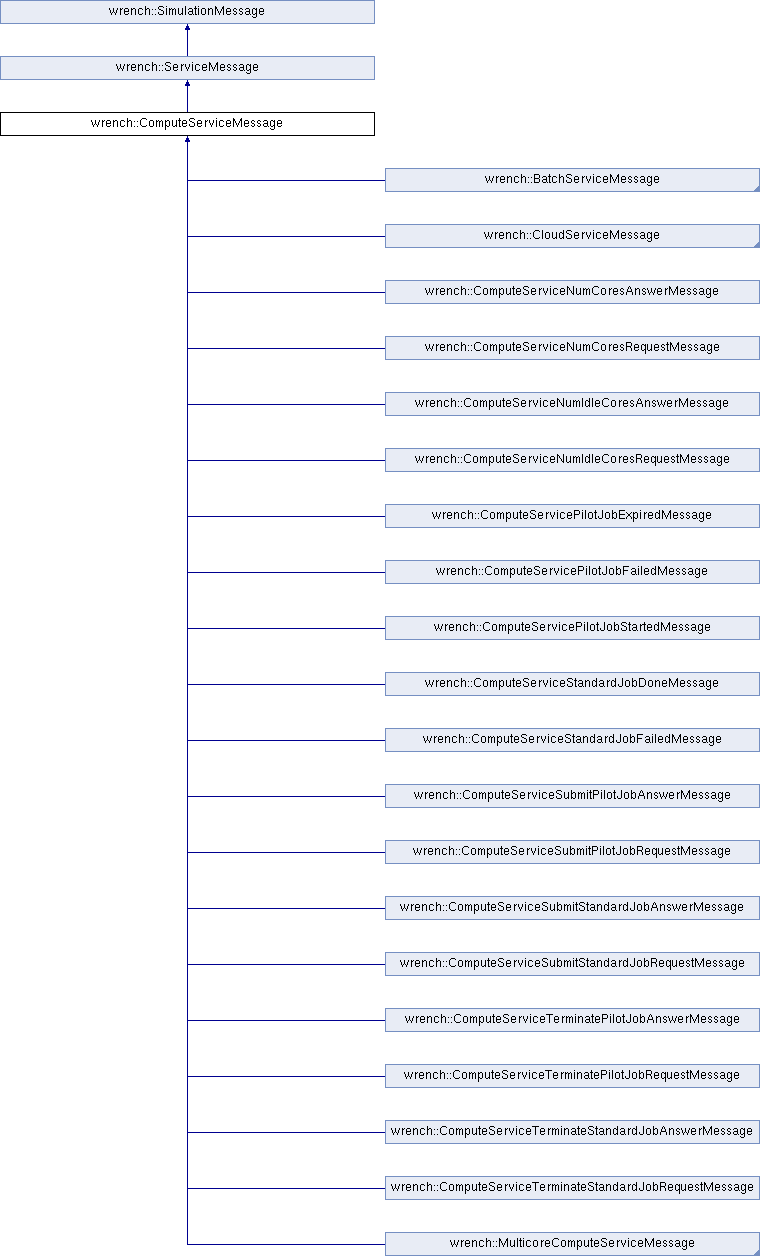 wrench::SimulationMessage
wrench::ServiceMessage
wrench::ComputeServiceMessage
wrench::BatchServiceMessage
wrench::CloudServiceMessage
wrench::ComputeServiceNumCoresAnswerMessage
wrench::ComputeServiceNumCoresRequestMessage
wrench::ComputeServiceNumIdleCoresAnswerMessage
wrench::ComputeServiceNumIdleCoresRequestMessage
wrench::ComputeServicePilotJobExpiredMessage
wrench::ComputeServicePilotJobFailedMessage
wrench::ComputeServicePilotJobStartedMessage
wrench::ComputeServiceStandardJobDoneMessage
wrench::ComputeServiceStandardJobFailedMessage
wrench::ComputeServiceSubmitPilotJobAnswerMessage
wrench::ComputeServiceSubmitPilotJobRequestMessage
wrench::ComputeServiceSubmitStandardJobAnswerMessage
wrench::ComputeServiceSubmitStandardJobRequestMessage
wrench::ComputeServiceTerminatePilotJobAnswerMessage
wrench::ComputeServiceTerminatePilotJobRequestMessage
wrench::ComputeServiceTerminateStandardJobAnswerMessage
wrench::ComputeServiceTerminateStandardJobRequestMessage
wrench::MulticoreComputeServiceMessage